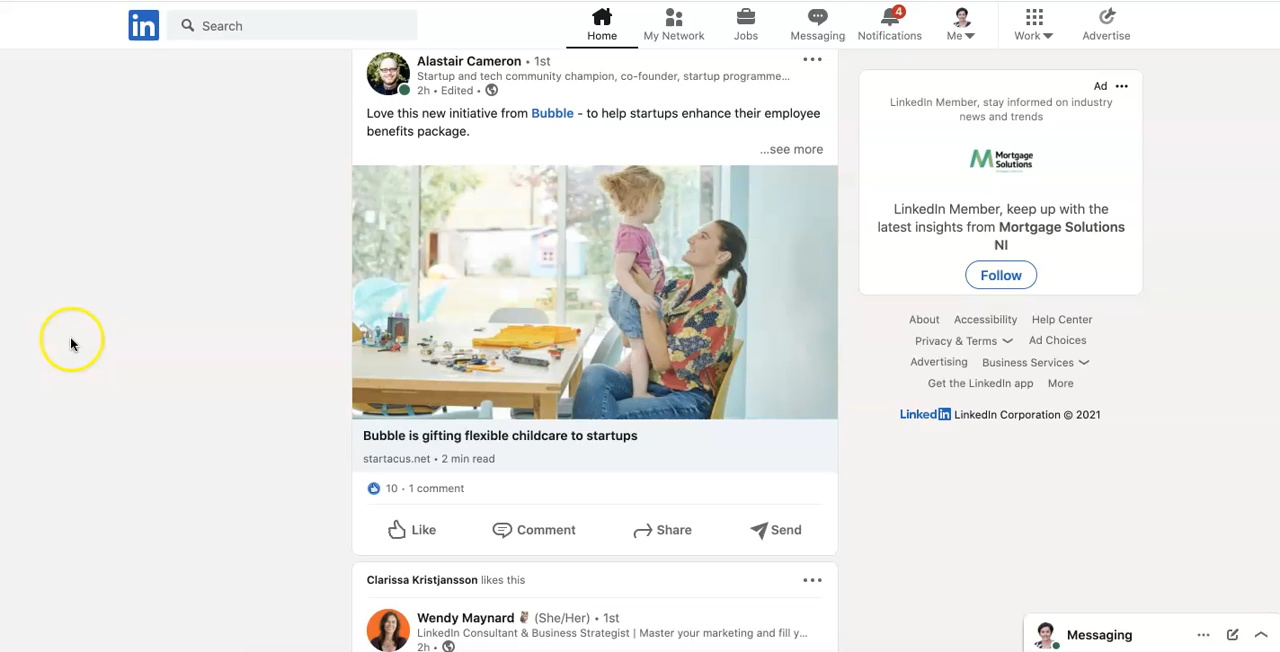 in
Search
Home
My Network
Jobs
Messaging
4
Notifications
Me
Work
Advertise
Alastair Cameron • 1st
Startup and tech community champion, co-founder, startup programme...
2h • Edited •
Love this new initiative from Bubble - to help startups enhance their employee
benefits package.
...see more
Bubble is gifting flexible childcare to startups
startacus.net • 2 min read
10 · 1 comment
Like
Comment
Share
Send
Clarissa Kristjansson likes this
Wendy Maynard (She/Her) • 1st
LinkedIn Consultant & Business Strategist | Master your marketing and fill y...
2h •
Ad
LinkedIn Member, stay informed on industry
news and trends
M Mortgage
Solutions
LinkedIn Member, keep up with the
latest insights from Mortgage Solutions
NI
Follow
About Accessibility Help Center
Privacy & Terms Ad Choices
Advertising Business Services
Get the LinkedIn app More
Linked in LinkedIn Corporation © 2021
Messaging